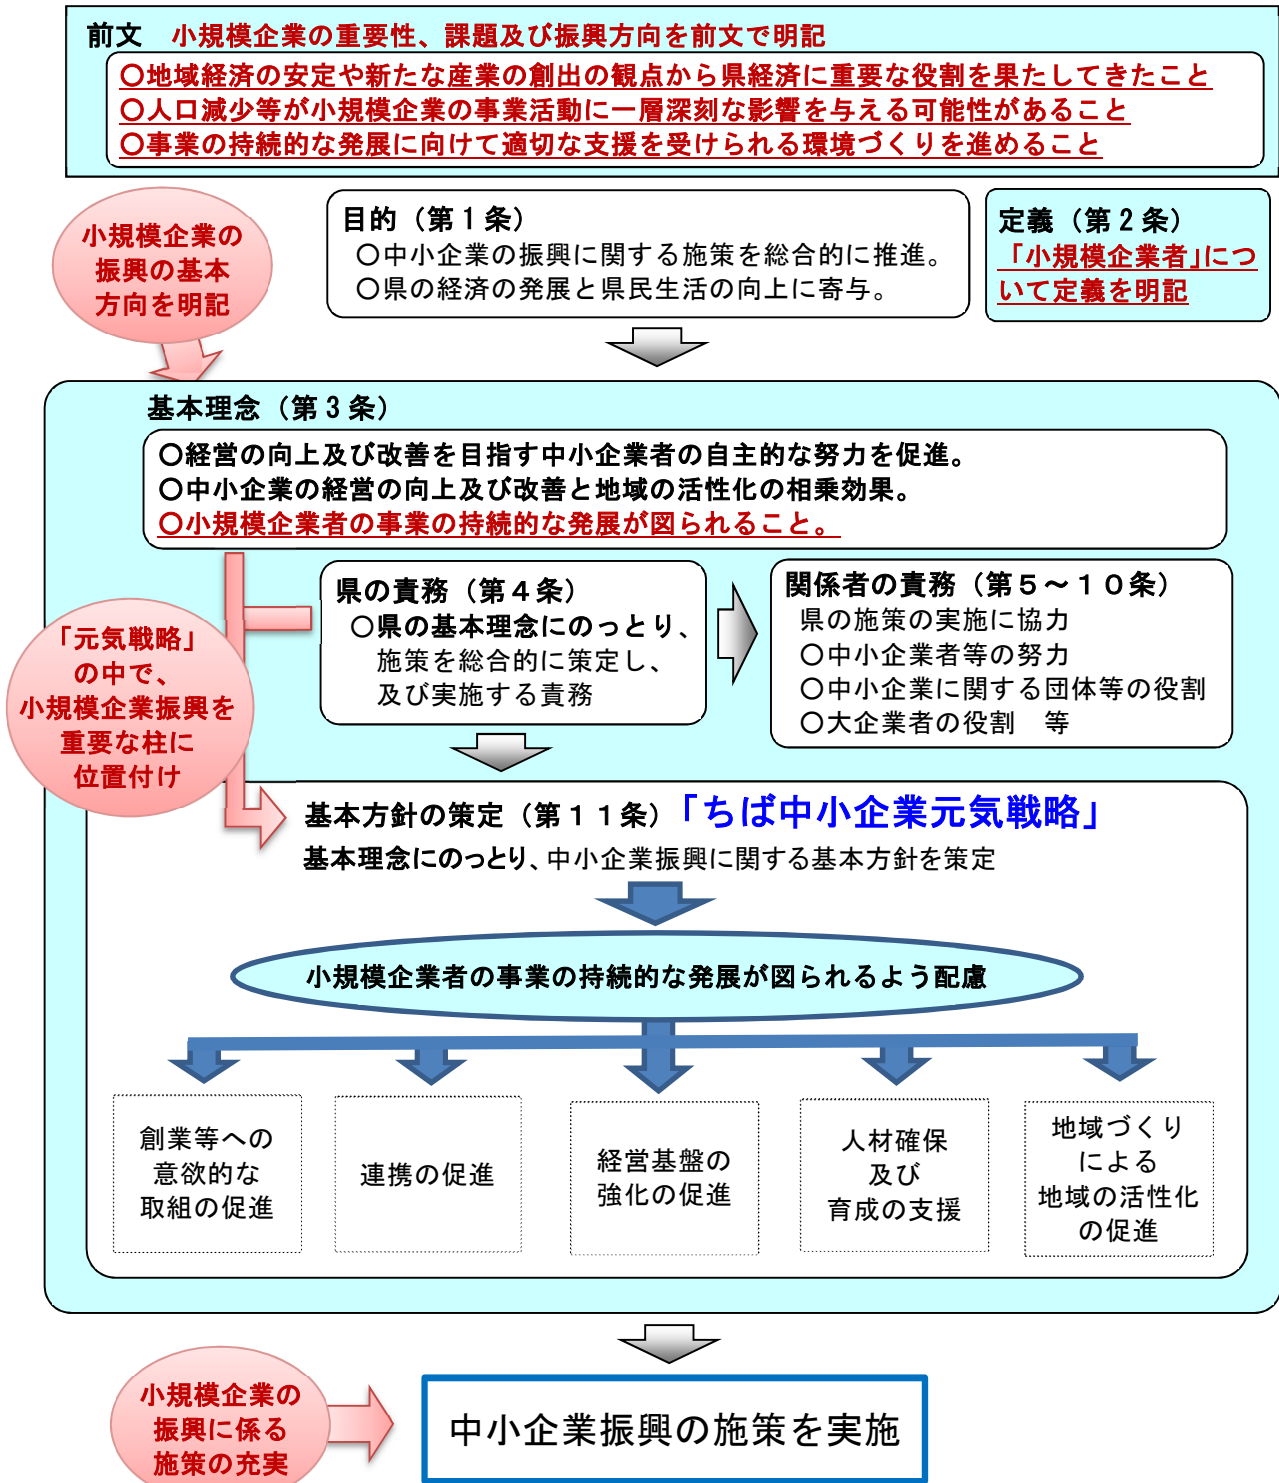 前文　小規模企業の重要性、課題及び振興方向を前文で明記
○地域経済の安定や新たな産業の創出の観点から県経済に重要な役割を果たしてきたこと
○人口減少等が小規模企業の事業活動に一層深刻な影響を与える可能性があること
○事業の持続的な発展に向けて適切な支援を受けられる環境づくりを進めること
小規模企業の
振興の基本
方向を明記
目的（第１条）
○中小企業の振興に関する施策を総合的に推進。
○県の経済の発展と県民生活の向上に寄与。
定義（第２条）
「小規模企業者」につ
いて定義を明記
基本理念（第３条）
○経営の向上及び改善を目指す中小企業者の自主的な努力を促進。
○中小企業の経営の向上及び改善と地域の活性化の相乗効果。
○小規模企業者の事業の持続的な発展が図られること。
県の責務（第４条）
○県の基本理念にのっとり、
施策を総合的に策定し、
及び実施する責務
関係者の責務（第５～１０条）
県の施策の実施に協力
○中小企業者等の努力
○中小企業に関する団体等の役割
○大企業者の役割　等
「元気戦略」
の中で、
小規模企業振興を
重要な柱に
位置付け
基本方針の策定（第１１条）「ちば中小企業元気戦略」
基本理念にのっとり、中小企業振興に関する基本方針を策定
小規模企業者の事業の持続的な発展が図られるよう配慮
創業等への
意欲的な
取組の促進
連携の促進
経営基盤の
強化の促進
人材確保
及び
育成の支援
地域づくり
による
地域の活性化
の促進
小規模企業の
振興に係る
施策の充実
中小企業振興の施策を実施